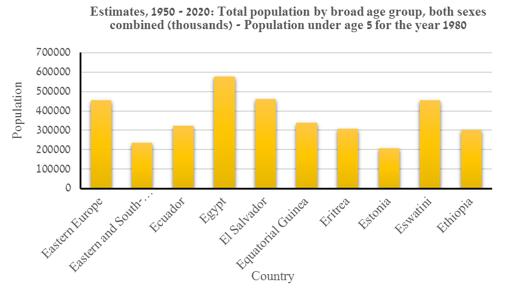 Estimates, 1950 - 2020: Total population by broad age group, both sexes
combined (thousands) - Population under age 5 for the year 1980
Population
700000
600000
500000
400000
300000
200000
100000
0
Eastern Europe
Eastern and South-...
Ecuador
Egypt
El Salvador
Equatorial Guinea
Eritrea
Estonia
Eswatini
Ethiopia
Country